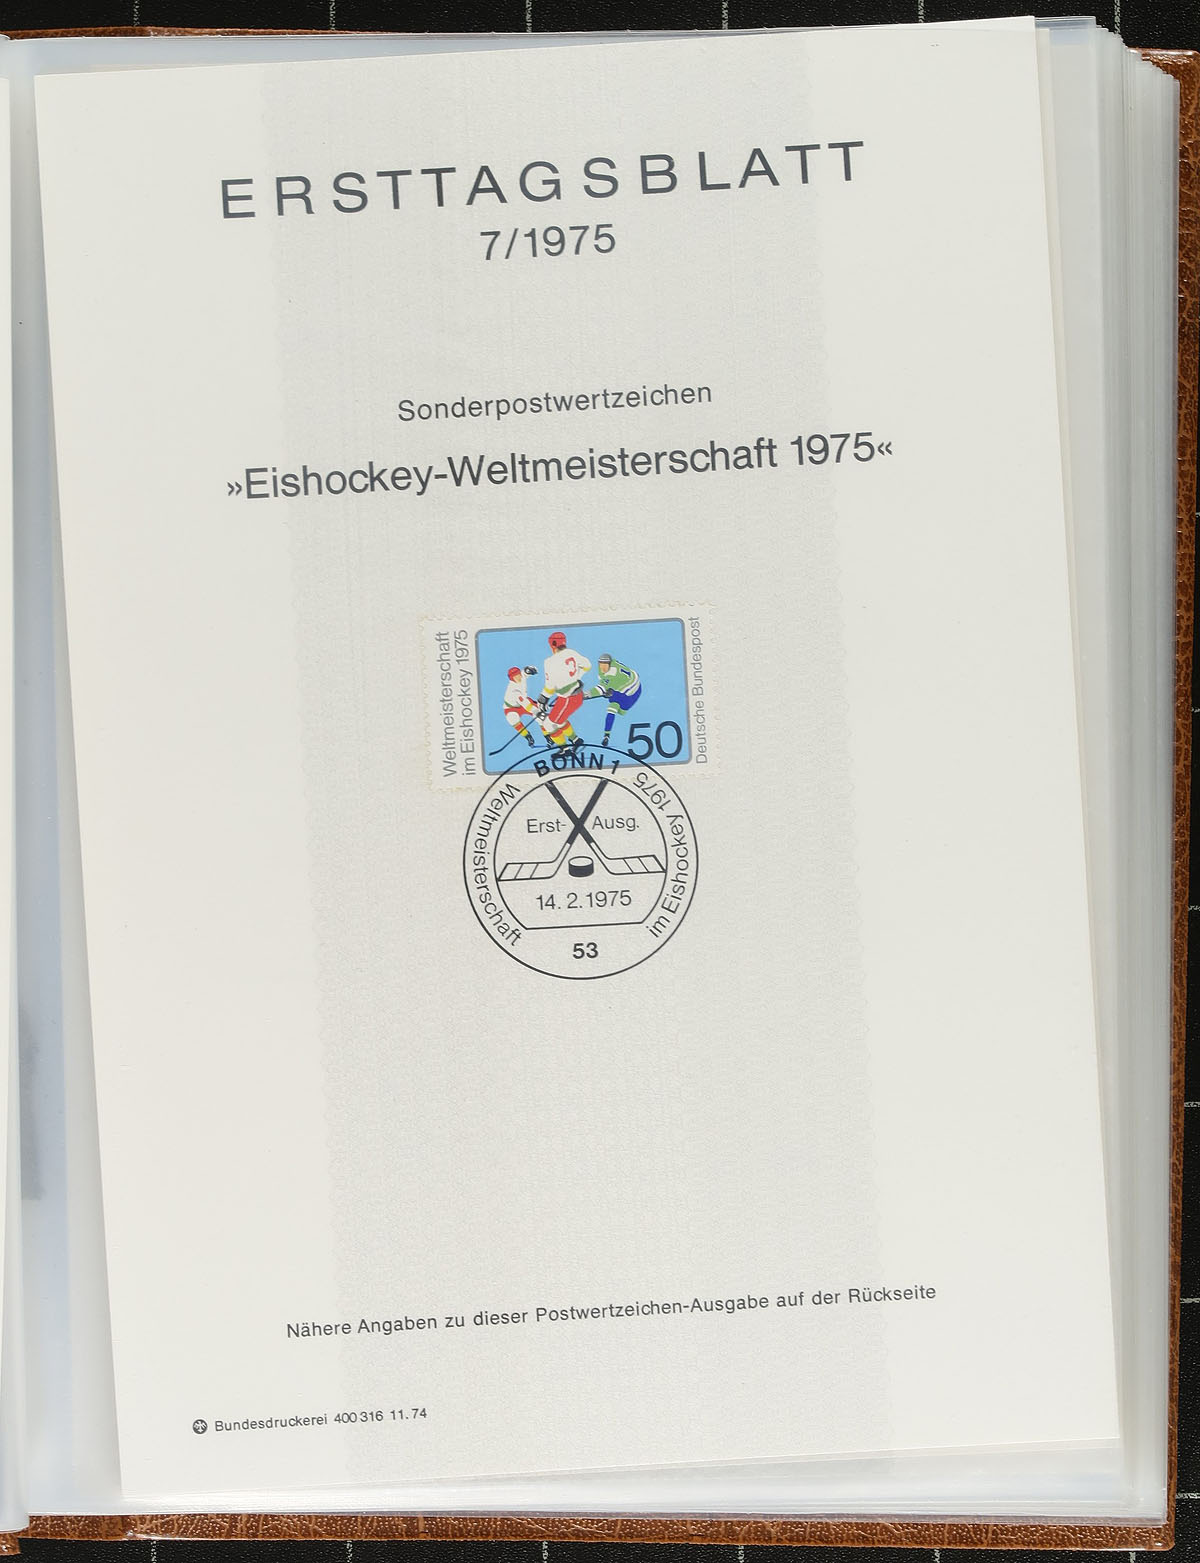 ERSTTAGSBLATT
7/1975
Sonderpostwertzeichen
»Eishockey-Weltmeisterschaft 1975«
Weltmeisterschaft
im Eishockey 1975
3
50
Deutsche Bundespost
BONN 1
Weltmeisterschaft
im Eishockey 1975
Erst- Ausg.
14.2.1975
53
Nähere Angaben zu dieser Postwertzeichen-Ausgabe auf der Rückseite
Bundesdruckerei 400 316 11.74